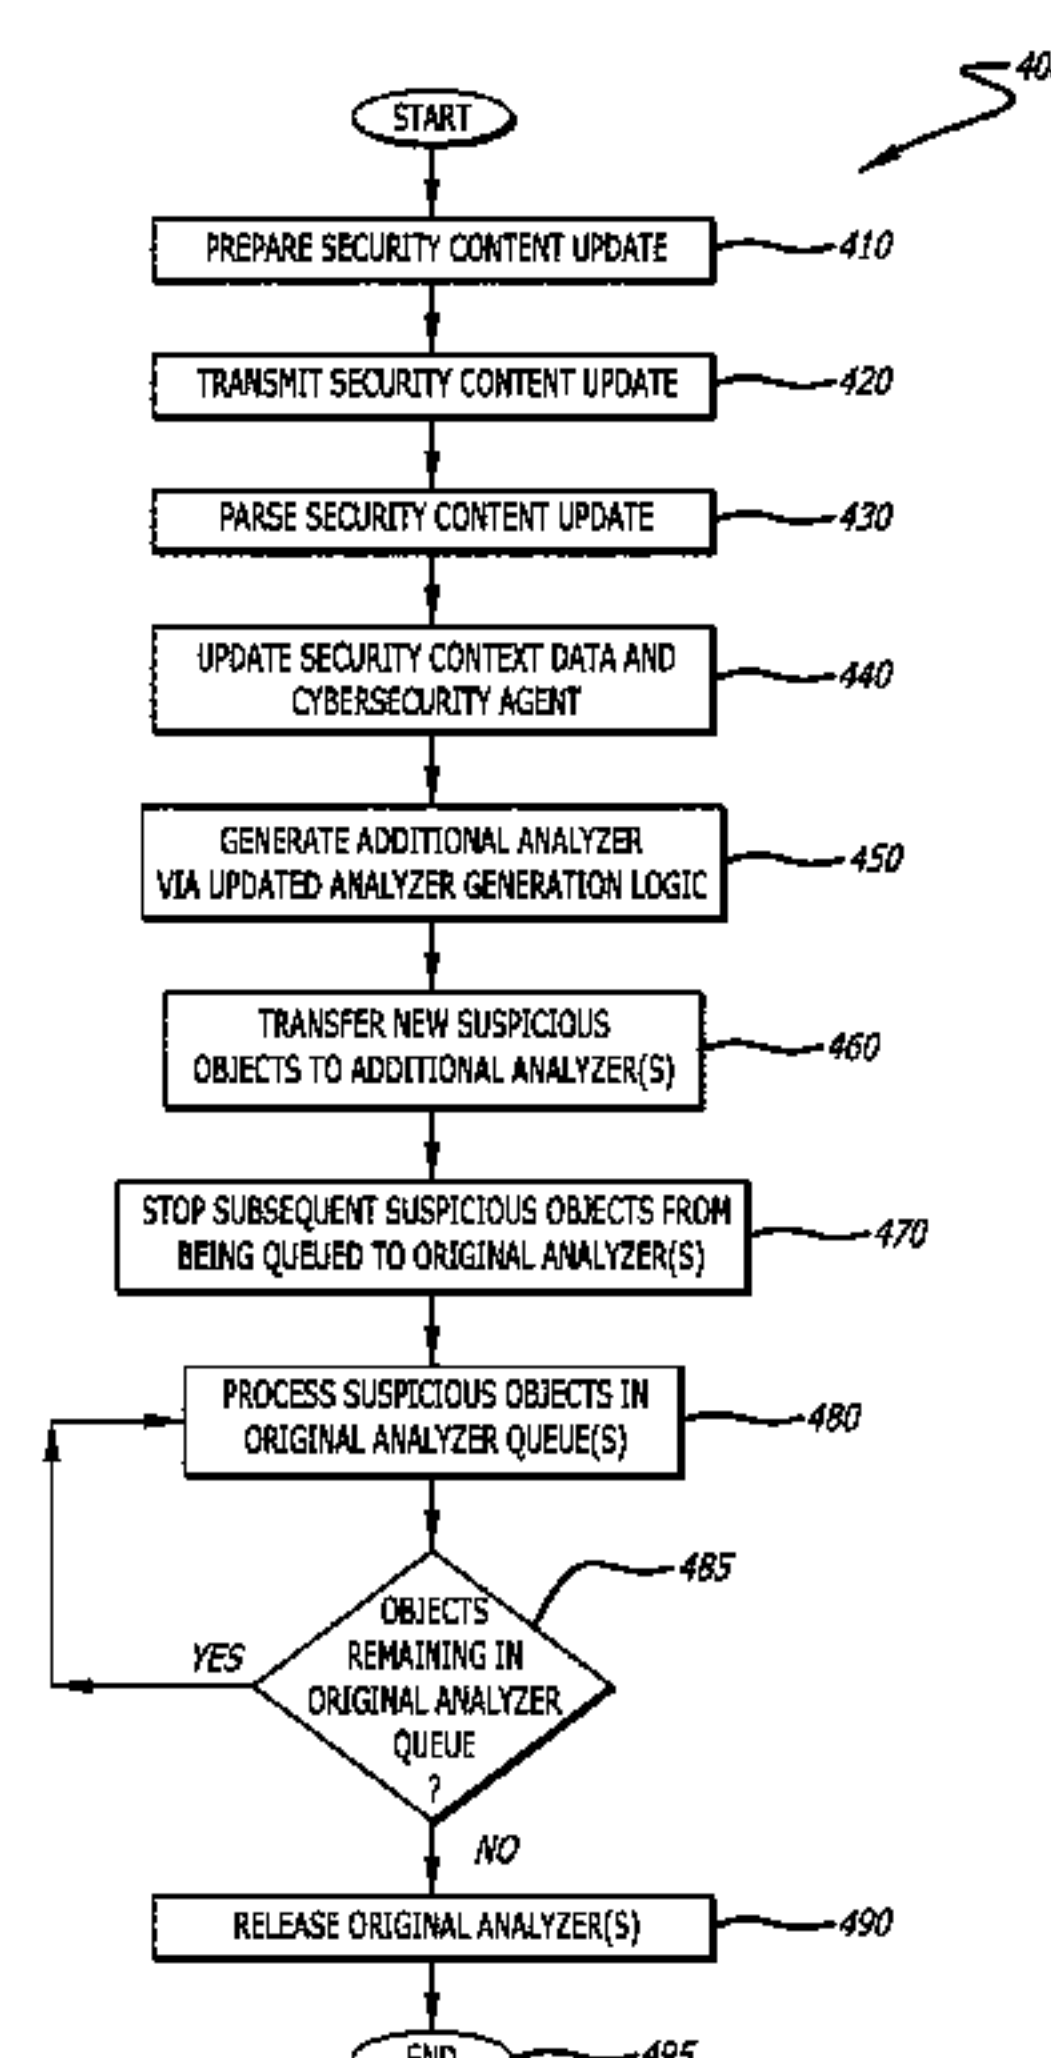 40
START
PREPARE SECURITY CONTENT UPDATE
410
TRANSMIT SECURITY CONTENT UPDATE
420
PARSE SECURITY CONTENT UPDATE
430
UPDATE SECURITY CONTEXT DATA AND
CYBERSECURITY AGENT
440
GENERATE ADDITIONAL ANALYZER
VIA UPDATED ANALYZER GENERATION LOGIC
450
TRANSFER NEW SUSPICIOUS
OBJECTS TO ADDITIONAL ANALYZER(S)
460
STOP SUBSEQUENT SUSPICIOUS OBJECTS FROM
BEING QUEUED TO ORIGINAL ANALYZER(S)
470
PROCESS SUSPICIOUS OBJECTS IN
ORIGINAL ANALYZER QUEUE(S)
480
485
OBJECTS
REMAINING IN
ORIGINAL ANALYZER
QUEUE
?
YES
NO
RELEASE ORIGINAL ANALYZER(S)
490
END
495